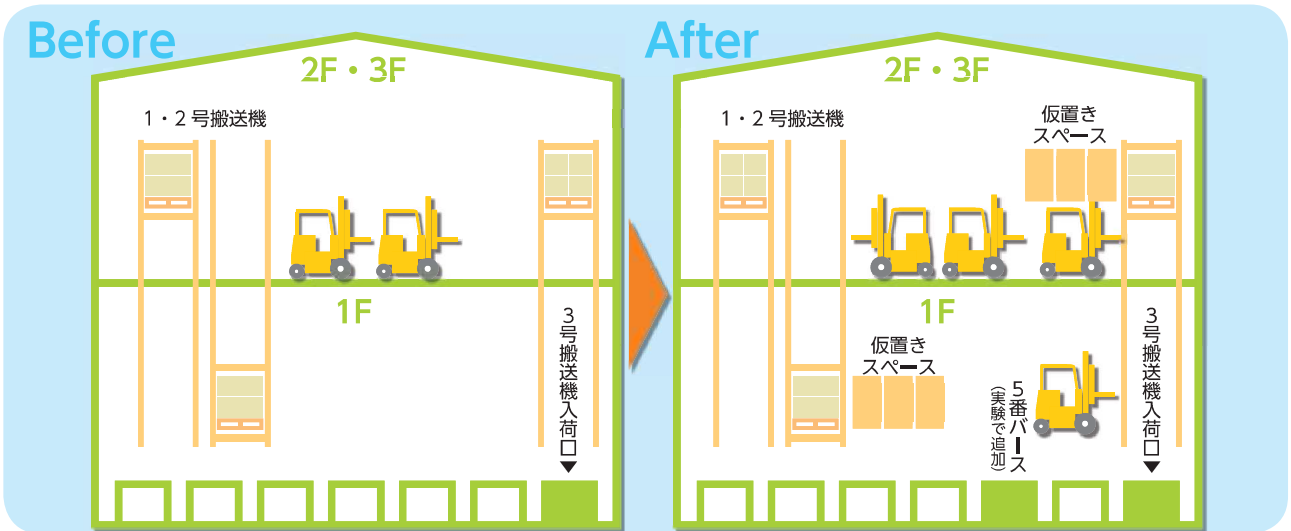 Before
2F・3F
1・2号搬送機
1F
3号搬送機入荷口▼
After
2F・3F
1・2号搬送機
仮置き
スペース
1F
仮置き
スペース
5番バース
(実験で追加)
3号搬送機入荷口▼